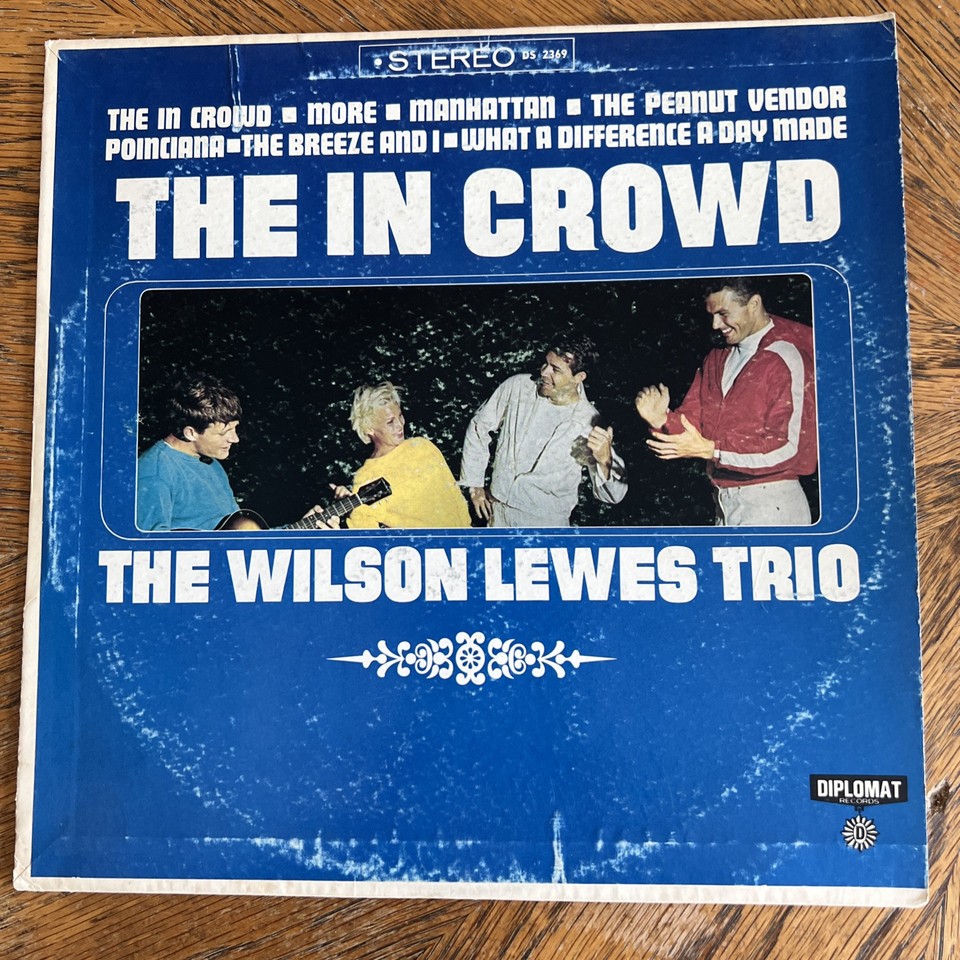 • STEREO DS 2369
THE IN CROWD ▪ MORE ▪ MANHATTAN ▪ THE PEANUT VENDOR
POINCIANA ▪ THE BREEZE AND I ▪ WHAT A DIFFERENCE A DAY MADE
THE IN CROWD
THE WILSON LEWES TRIO
DIPLOMAT
RECORDS
D